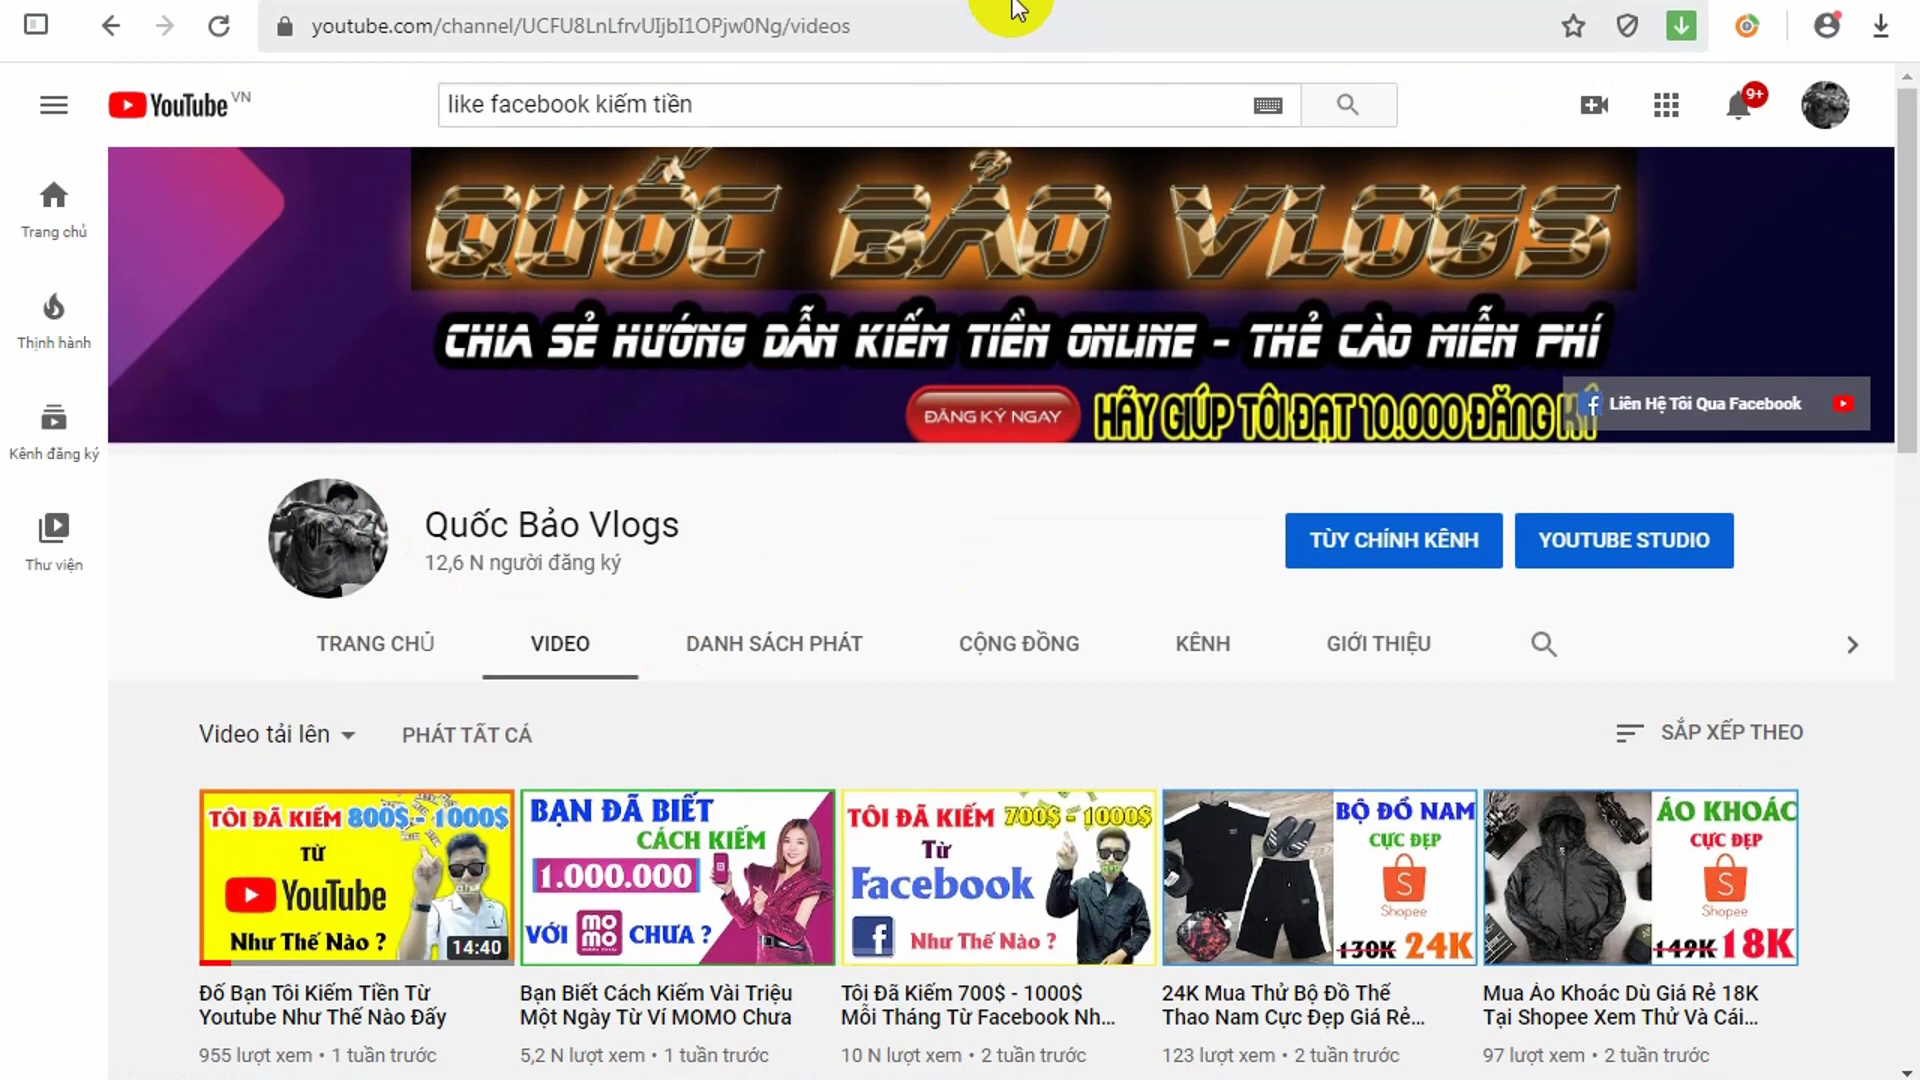 youtube.com/channel/UCFU8LnLfrvUIjbI1OPjw0Ng/videos
YouTube VN
like facebook kiếm tiền
9+
Trang chủ
Thịnh hành
Kênh đăng ký
Thư viện
QUỐC BẢO VLOGS
CHIA SẺ HƯỚNG DẪN KIẾM TIỀN ONLINE - THẺ CÀO MIỄN PHÍ
ĐĂNG KÝ NGAY
HÃY GIÚP TÔI ĐẠT 10.000 ĐĂNG KÍ
Liên Hệ Tôi Qua Facebook
Quốc Bảo Vlogs
12,6 N người đăng ký
TÙY CHỈNH KÊNH
YOUTUBE STUDIO
TRANG CHỦ
VIDEO
DANH SÁCH PHÁT
CỘNG ĐỒNG
KÊNH
GIỚI THIỆU
Video tải lên
PHÁT TẤT CẢ
SẮP XẾP THEO
TÔI ĐÃ KIẾM 800$ - 1000$
TỪ
YouTube
Như Thế Nào ?
14:40
BẠN ĐÃ BIẾT
CÁCH KIẾM
1.000.000
VỚI MOMO CHƯA ?
TÔI ĐÃ KIẾM 700$ - 1000$
Từ
Facebook
Như Thế Nào ?
BỘ ĐỒ NAM
CỰC ĐẸP
Shopee
130K 24K
ÁO KHOÁC
CỰC ĐẸP
Shopee
149K 18K
Đố Bạn Tôi Kiếm Tiền Từ
Youtube Như Thế Nào Đấy
955 lượt xem • 1 tuần trước
Bạn Biết Cách Kiếm Vài Triệu
Một Ngày Từ Ví MOMO Chưa
5,2 N lượt xem • 1 tuần trước
Tôi Đã Kiếm 700$ - 1000$
Mỗi Tháng Từ Facebook Nh...
10 N lượt xem • 2 tuần trước
24K Mua Thử Bộ Đồ Thể
Thao Nam Cực Đẹp Giá Rẻ...
123 lượt xem • 2 tuần trước
Mua Áo Khoác Dù Giá Rẻ 18K
Tại Shopee Xem Thử Và Cái...
97 lượt xem • 2 tuần trước